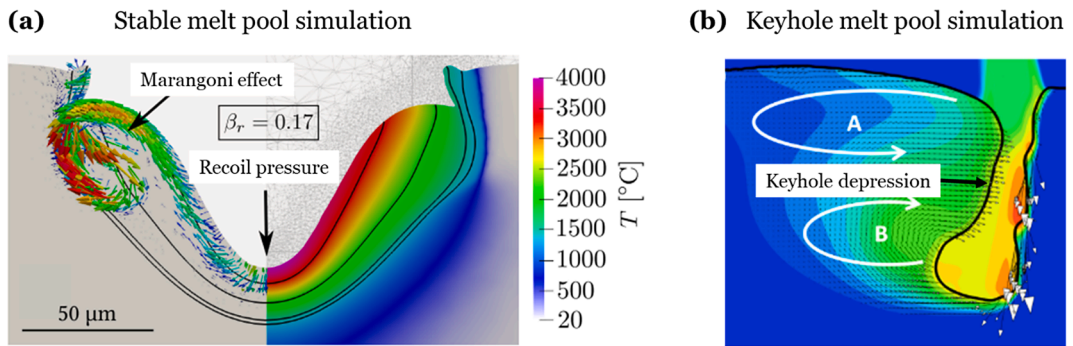 (a) Stable melt pool simulation
Marangoni effect
βr = 0.17
Recoil pressure
50 μm
4000
3500
3000
2500
2000
1500
1000
500
20
T [°C]
(b) Keyhole melt pool simulation
A
Keyhole depression
B